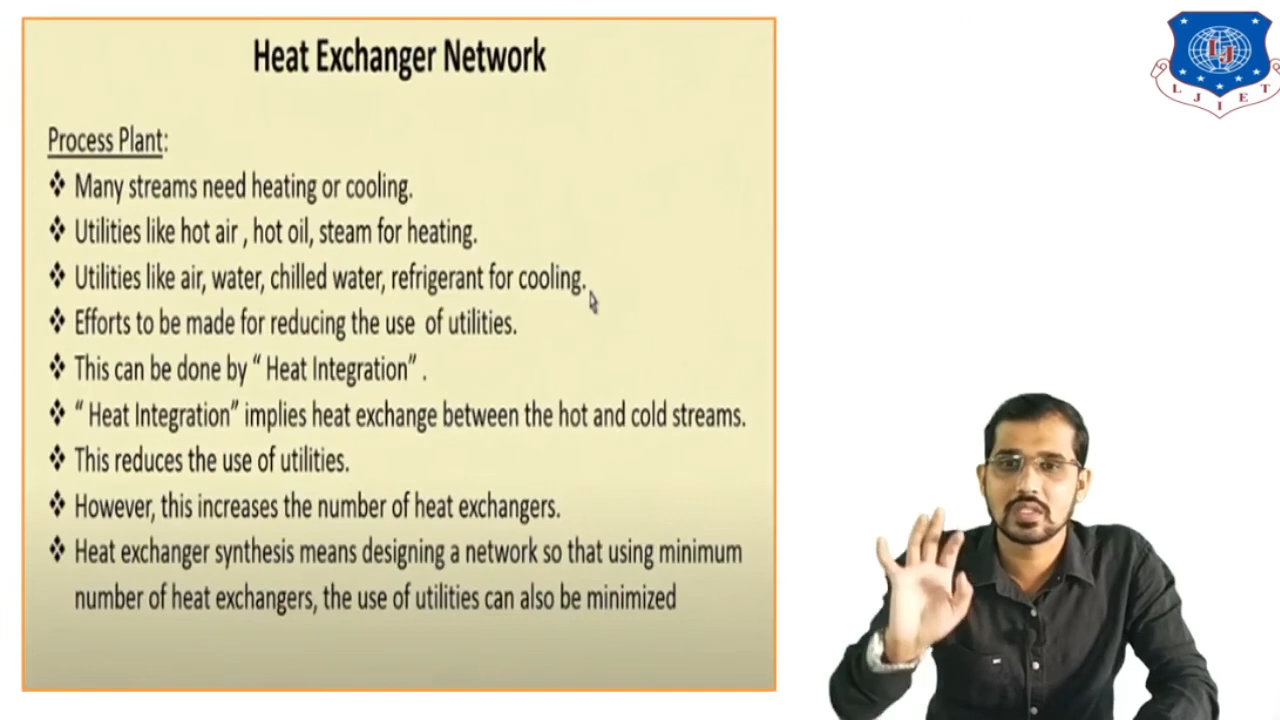 Heat Exchanger Network
Process Plant:
❖ Many streams need heating or cooling.
❖ Utilities like hot air , hot oil, steam for heating.
❖ Utilities like air, water, chilled water, refrigerant for cooling.
❖ Efforts to be made for reducing the use of utilities.
❖ This can be done by “ Heat Integration” .
❖ “ Heat Integration” implies heat exchange between the hot and cold streams.
❖ This reduces the use of utilities.
❖ However, this increases the number of heat exchangers.
❖ Heat exchanger synthesis means designing a network so that using minimum
number of heat exchangers, the use of utilities can also be minimized
LJ
LJIET